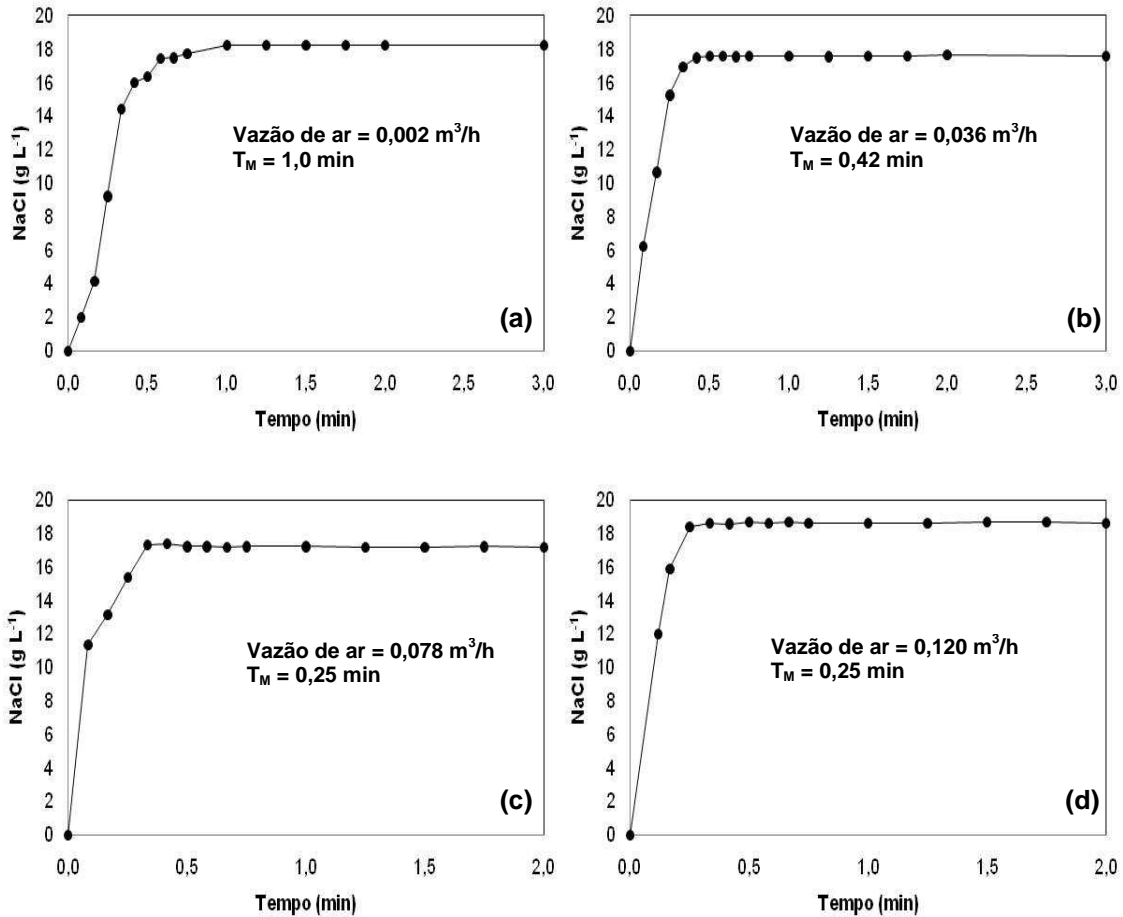 NaCl (g L-1)
20
18
16
14
12
10
8
6
4
2
0
Vazão de ar = 0,002 m3/h
TM = 1,0 min
(a)
0,0 0,5 1,0 1,5 2,0 2,5 3,0
Tempo (min)
NaCl (g L-1)
20
18
16
14
12
10
8
6
4
2
0
Vazão de ar = 0,036 m3/h
TM = 0,42 min
(b)
0,0 0,5 1,0 1,5 2,0 2,5 3,0
Tempo (min)
NaCl (g L-1)
20
18
16
14
12
10
8
6
4
2
0
Vazão de ar = 0,078 m3/h
TM = 0,25 min
(c)
0,0 0,5 1,0 1,5 2,0
Tempo (min)
NaCl (g L-1)
20
18
16
14
12
10
8
6
4
2
0
Vazão de ar = 0,120 m3/h
TM = 0,25 min
(d)
0,0 0,5 1,0 1,5 2,0
Tempo (min)